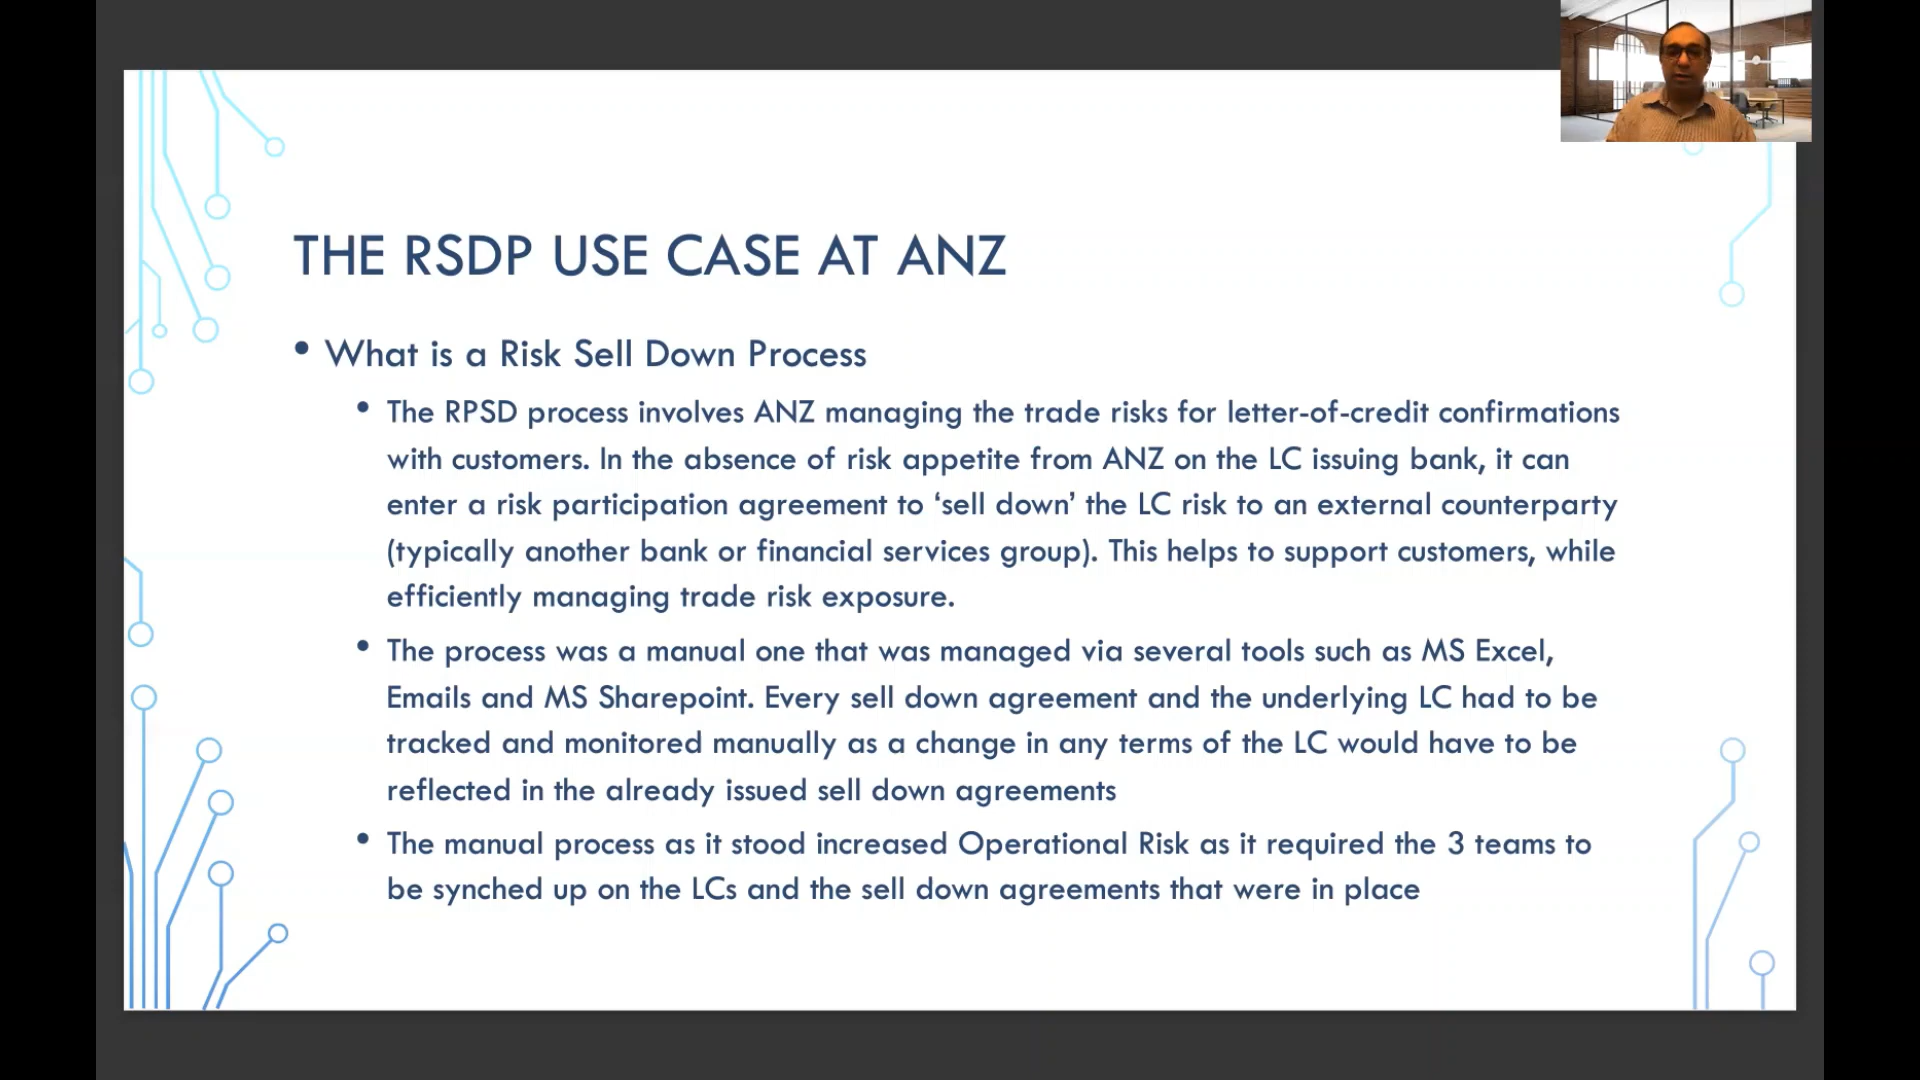 THE RSDP USE CASE AT ANZ
• What is a Risk Sell Down Process
• The RPSD process involves ANZ managing the trade risks for letter-of-credit confirmations
with customers. In the absence of risk appetite from ANZ on the LC issuing bank, it can
enter a risk participation agreement to ‘sell down’ the LC risk to an external counterparty
(typically another bank or financial services group). This helps to support customers, while
efficiently managing trade risk exposure.
• The process was a manual one that was managed via several tools such as MS Excel,
Emails and MS Sharepoint. Every sell down agreement and the underlying LC had to be
tracked and monitored manually as a change in any terms of the LC would have to be
reflected in the already issued sell down agreements
• The manual process as it stood increased Operational Risk as it required the 3 teams to
be synched up on the LCs and the sell down agreements that were in place